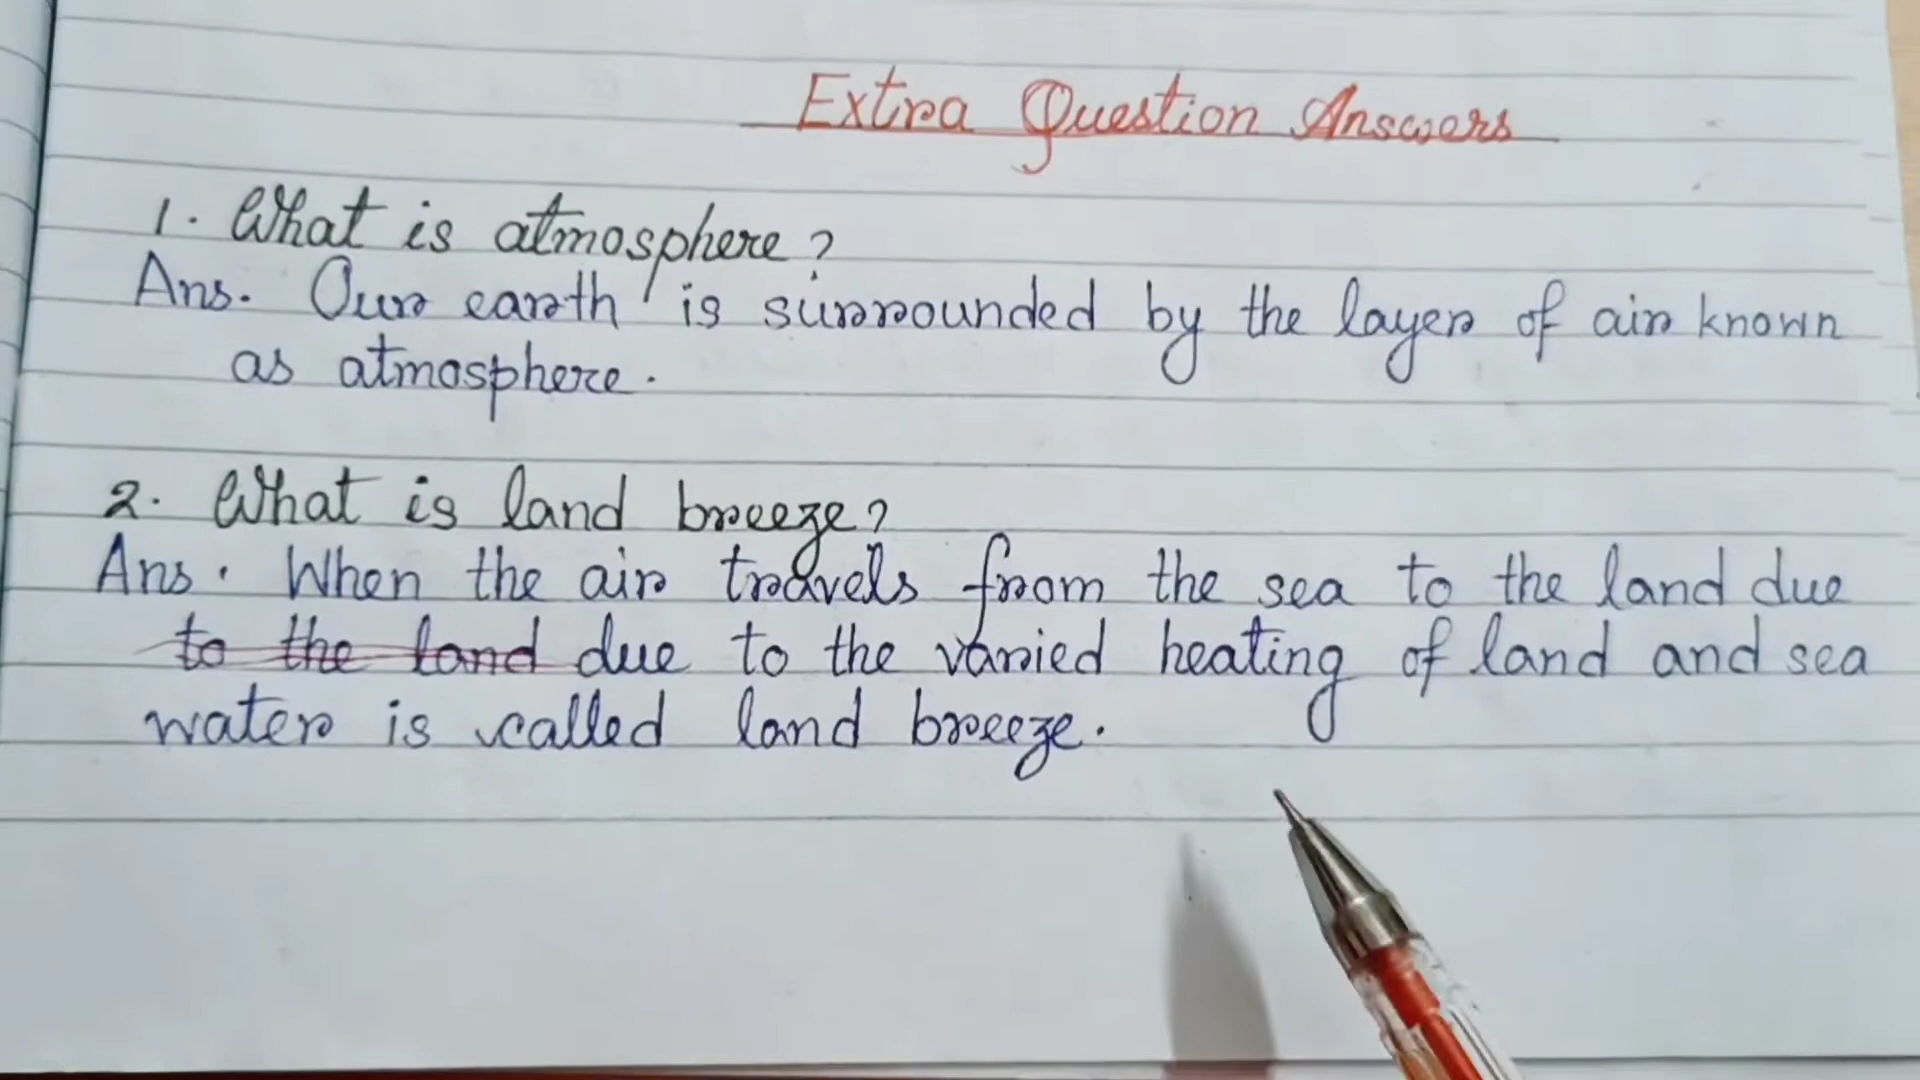 Extra Question Answers
1. What is atmosphere?
Ans. Our earth is surrounded by the layer of air known
as atmosphere.
2. What is land breeze?
Ans. When the air travels from the sea to the land due
to the land due to the varied heating of land and sea
water is called land breeze.